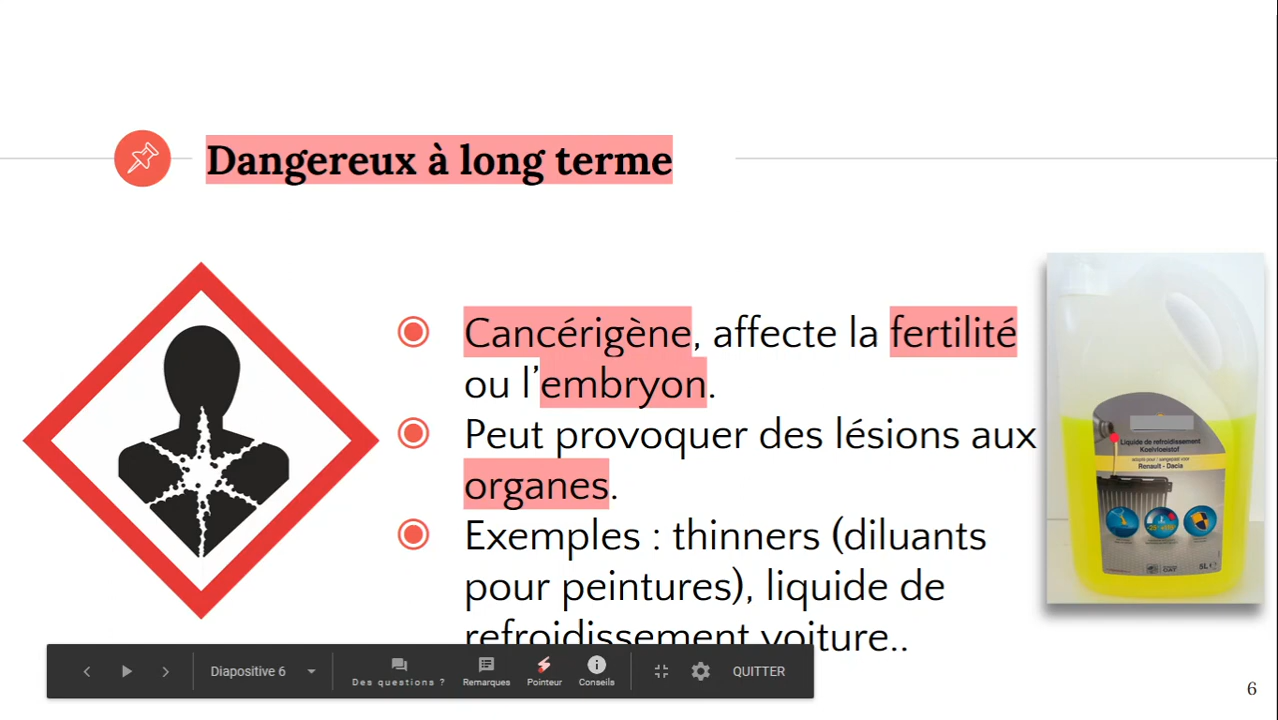 Dangereux à long terme
Cancérigène, affecte la fertilité
ou l’embryon.
Peut provoquer des lésions aux
organes.
Exemples : thinners (diluants
pour peintures), liquide de
refroidissement voiture..
Liquide de refroidissement
Koelvloeistof
Renault - Dacia
5L
Diapositive 6
Des questions ?
Remarques
Pointeur
Conseils
QUITTER
6